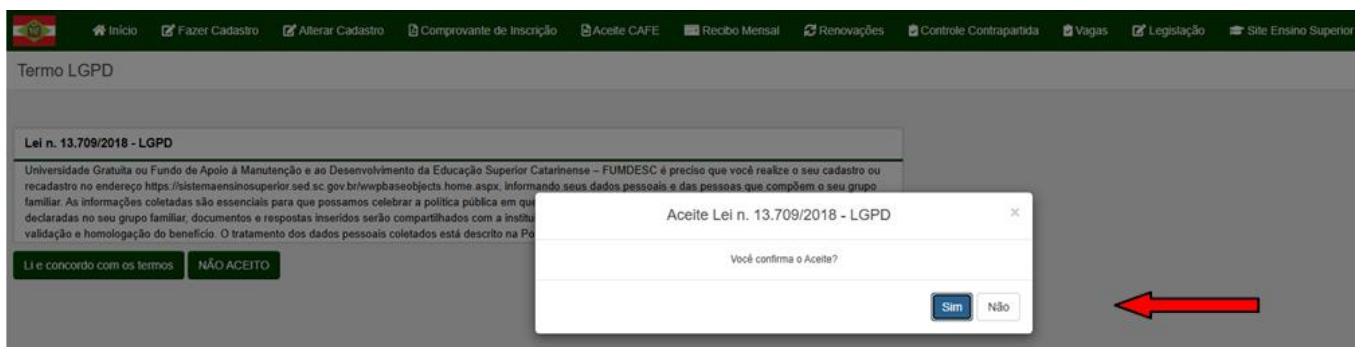 Início Fazer Cadastro Alterar Cadastro Comprovante de Inscrição Aceite CAFE Recibo Mensal Renovações Controle Contrapartida Vagas Legislação Site Ensino Superior
Termo LGPD
Lei n. 13.709/2018 - LGPD
Universidade Gratuita ou Fundo de Apoio à Manutenção e ao Desenvolvimento da Educação Superior Catarinense – FUMDESC é preciso que você realize o seu cadastro ou
recadastro no endereço https://sistemaensinosuperior.sed.sc.gov.br/wwpbaseobjects.home.aspx, informando seus dados pessoais e das pessoas que compõem o seu grupo
familiar. As informações coletadas são essenciais para que possamos celebrar a política pública em que
declaradas no seu grupo familiar, documentos e respostas inseridos serão compartilhados com a institu
validação e homologação do benefício. O tratamento dos dados pessoais coletados está descrito na Po
Li e concordo com os termos NÃO ACEITO
Aceite Lei n. 13.709/2018 - LGPD ×
Você confirma o Aceite?
Sim Não